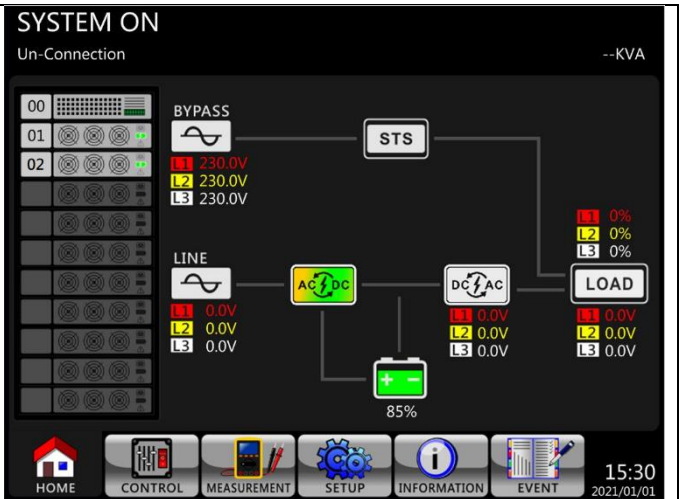 SYSTEM ON
Un-Connection --KVA
00
01
02
BYPASS
L1 230.0V
L2 230.0V
L3 230.0V
STS
L1 0%
L2 0%
L3 0%
LINE
L1 0.0V
L2 0.0V
L3 0.0V
AC DC
DC AC
L1 0.0V
L2 0.0V
L3 0.0V
LOAD
L1 0.0V
L2 0.0V
L3 0.0V
+ −
85%
HOME
CONTROL
MEASUREMENT
SETUP
INFORMATION
EVENT
15:30
2021/01/01